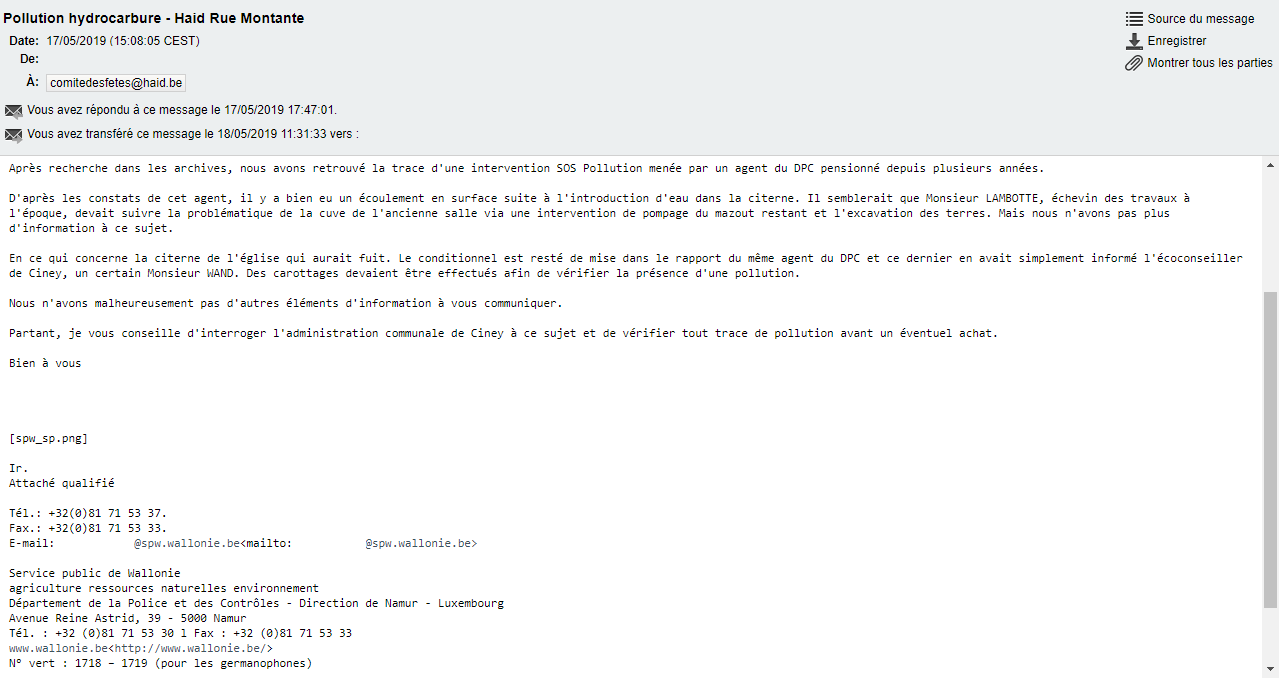 Pollution hydrocarbure - Haid Rue Montante
Source du message
Date: 17/05/2019 (15:08:05 CEST)
Enregistrer
De:
Montrer tous les parties
À: comitedesfetes@haid.be
Vous avez répondu à ce message le 17/05/2019 17:47:01.
Vous avez transféré ce message le 18/05/2019 11:31:33 vers :
Après recherche dans les archives, nous avons retrouvé la trace d'une intervention SOS Pollution menée par un agent du DPC pensionné depuis plusieurs années.
D'après les constats de cet agent, il y a bien eu un écoulement en surface suite à l'introduction d'eau dans la citerne. Il semblerait que Monsieur LAMBOTTE, échevin des travaux à
l'époque, devait suivre la problématique de la cuve de l'ancienne salle via une intervention de pompage du mazout restant et l'excavation des terres. Mais nous n'avons pas plus
d'information à ce sujet.
En ce qui concerne la citerne de l'église qui aurait fuit. Le conditionnel est resté de mise dans le rapport du même agent du DPC et ce dernier en avait simplement informé l'écoconseiller
de Ciney, un certain Monsieur WAND. Des carottages devaient être effectués afin de vérifier la présence d'une pollution.
Nous n'avons malheureusement pas d'autres éléments d'information à vous communiquer.
Partant, je vous conseille d'interroger l'administration communale de Ciney à ce sujet et de vérifier tout trace de pollution avant un éventuel achat.
Bien à vous
[spw_sp.png]
Ir.
Attaché qualifié
Tél.: +32(0)81 71 53 37.
Fax.: +32(0)81 71 53 33.
E-mail: @spw.wallonie.be<mailto: @spw.wallonie.be>
Service public de Wallonie
agriculture ressources naturelles environnement
Département de la Police et des Contrôles - Direction de Namur - Luxembourg
Avenue Reine Astrid, 39 - 5000 Namur
Tél. : +32 (0)81 71 53 30 l Fax : +32 (0)81 71 53 33
www.wallonie.be<http://www.wallonie.be/>
N° vert : 1718 – 1719 (pour les germanophones)